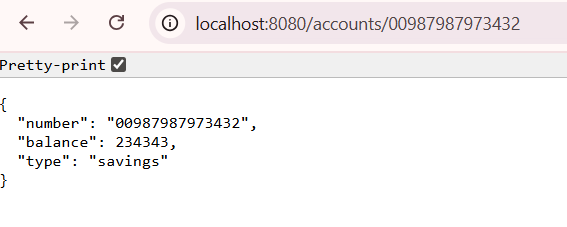 localhost:8080/accounts/00987987973432
Pretty-print
{
"number": "00987987973432",
"balance": 234343,
"type": "savings"
}